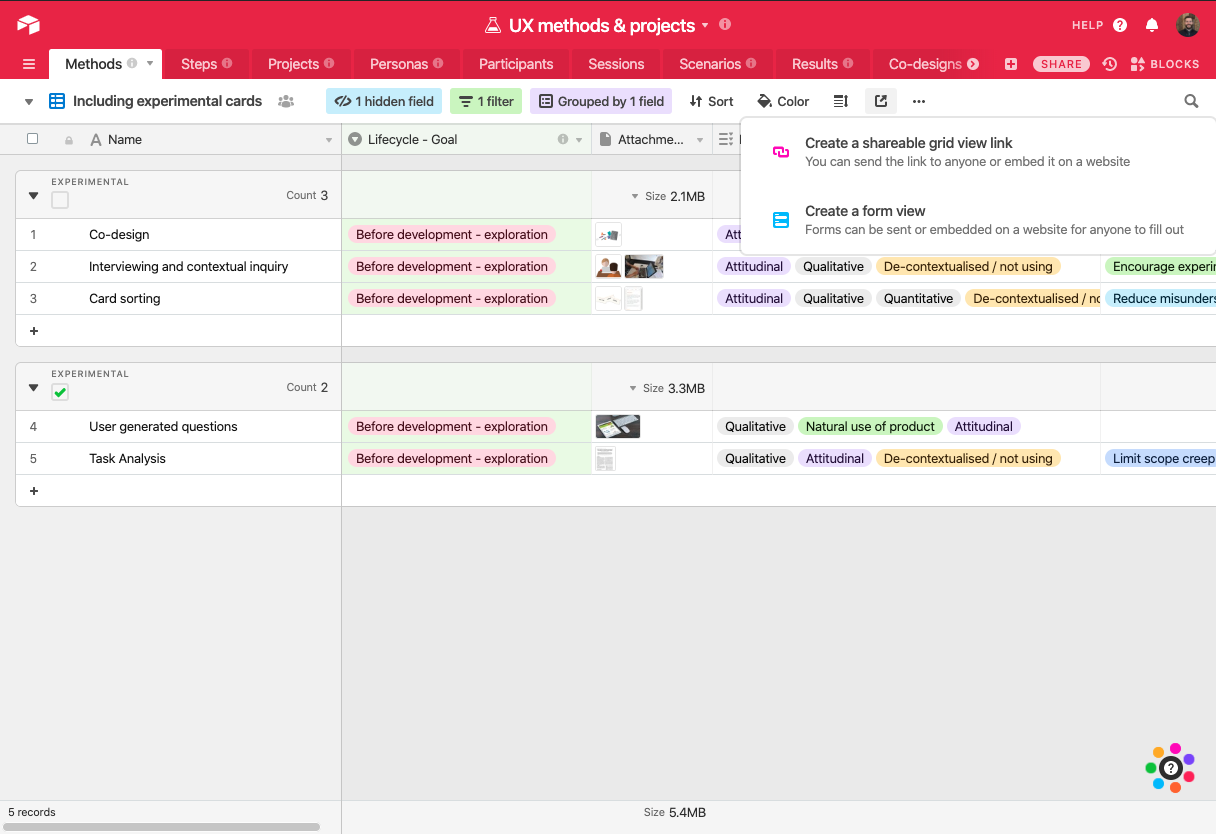 UX methods & projects
HELP
Methods
Steps
Projects
Personas
Participants
Sessions
Scenarios
Results
Co-designs
SHARE
BLOCKS
Including experimental cards
1 hidden field
1 filter
Grouped by 1 field
Sort
Color
A Name
Lifecycle - Goal
Attachme...
Create a shareable grid view link
You can send the link to anyone or embed it on a website
Create a form view
Forms can be sent or embedded on a website for anyone to fill out
EXPERIMENTAL
Count 3
Size 2.1MB
1 Co-design Before development - exploration Attit
2 Interviewing and contextual inquiry Before development - exploration Attitudinal Qualitative De-contextualised / not using Encourage experim
3 Card sorting Before development - exploration Attitudinal Qualitative Quantitative De-contextualised / no Reduce misunders
+
EXPERIMENTAL
Count 2
Size 3.3MB
4 User generated questions Before development - exploration Qualitative Natural use of product Attitudinal
5 Task Analysis Before development - exploration Qualitative Attitudinal De-contextualised / not using Limit scope creep
+
5 records
Size 5.4MB